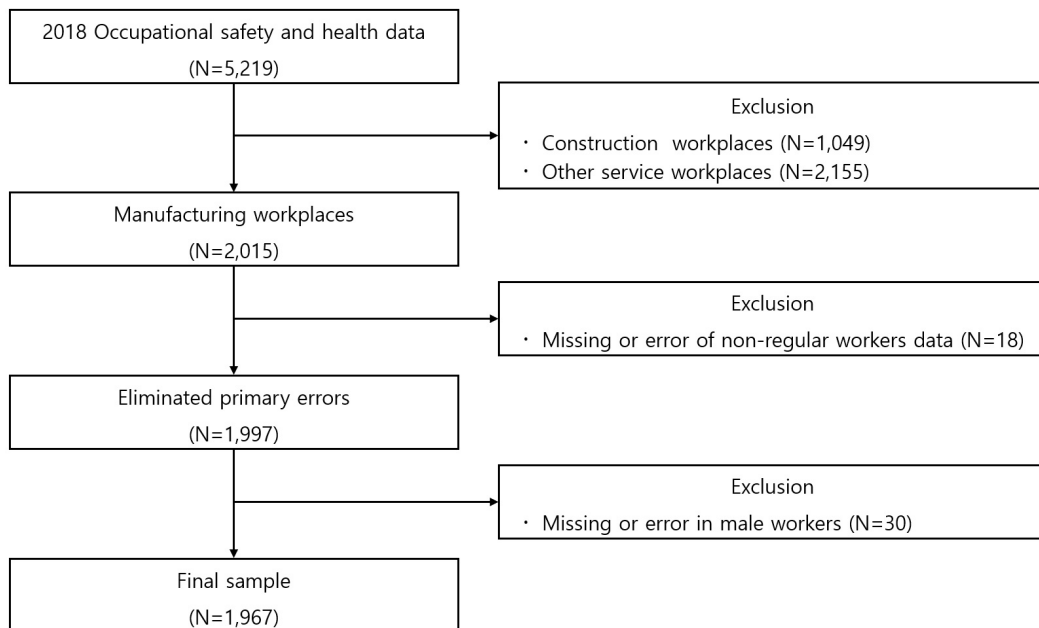 2018 Occupational safety and health data
(N=5,219)
Exclusion
· Construction workplaces (N=1,049)
· Other service workplaces (N=2,155)
Manufacturing workplaces
(N=2,015)
Exclusion
· Missing or error of non-regular workers data (N=18)
Eliminated primary errors
(N=1,997)
Exclusion
· Missing or error in male workers (N=30)
Final sample
(N=1,967)